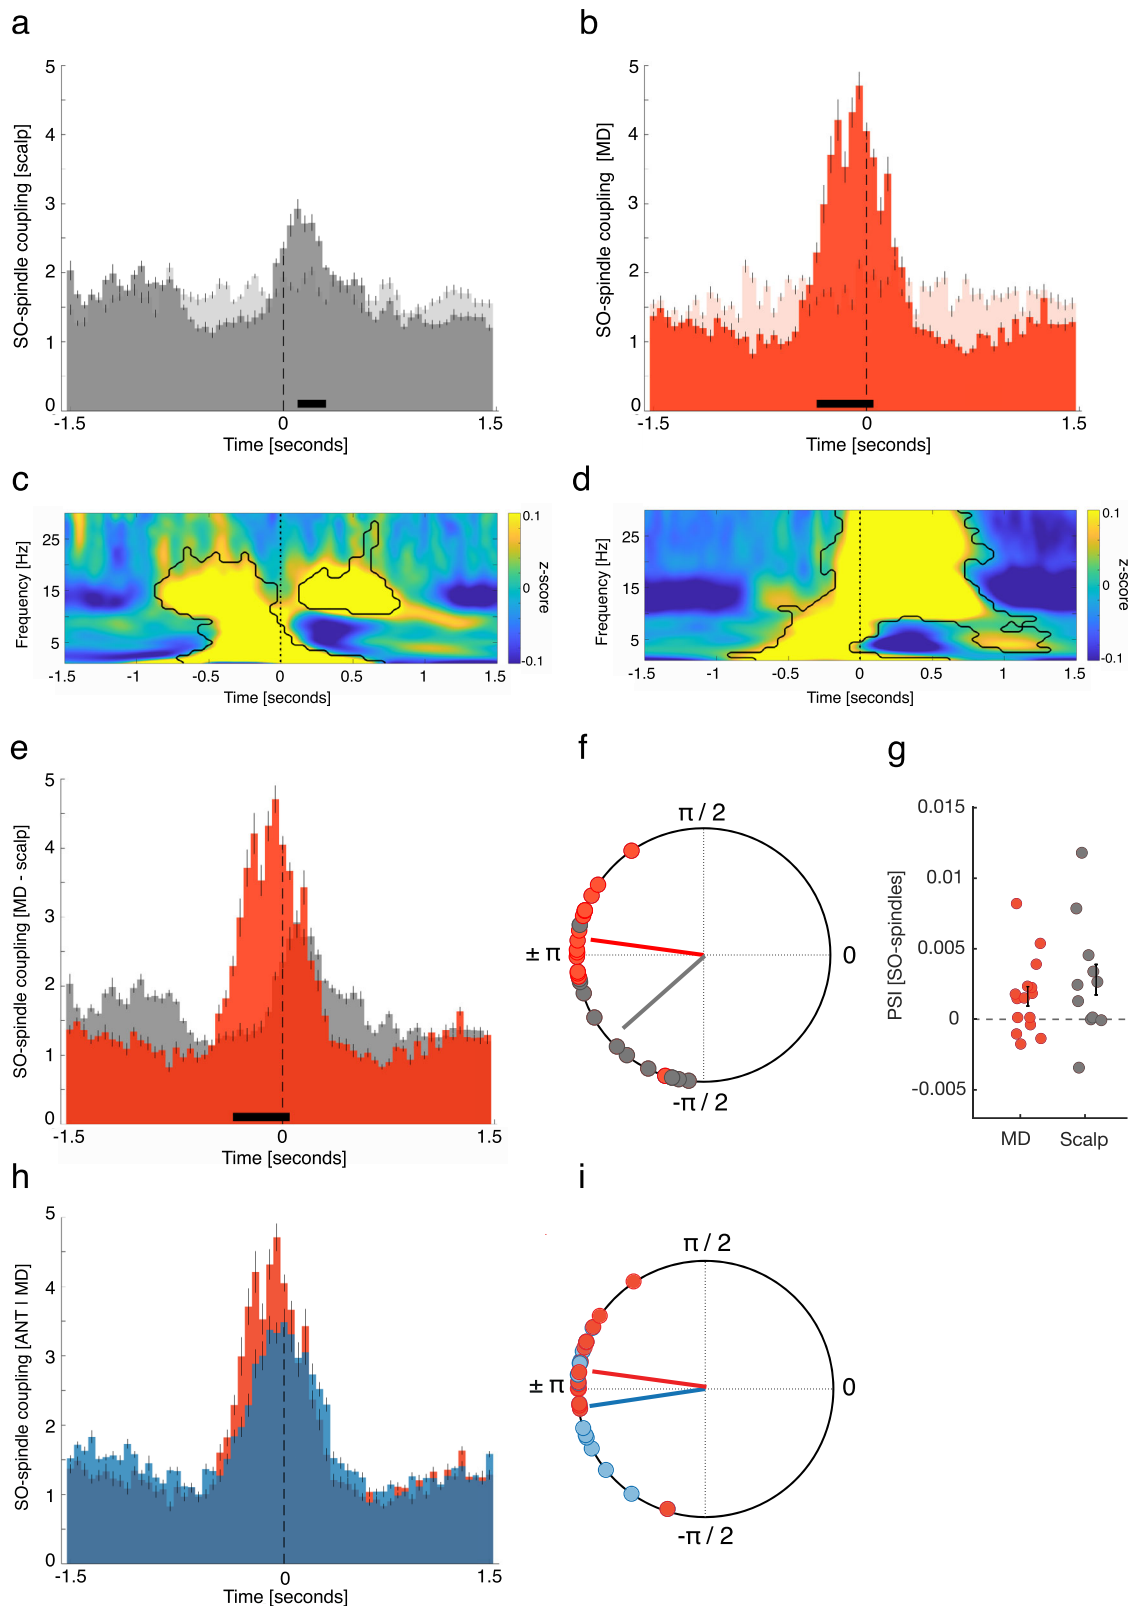 a
b
5
4
3
2
1
0
SO-spindle coupling [scalp]
-1.5
0
1.5
Time [seconds]
5
4
3
2
1
0
SO-spindle coupling [MD]
-1.5
0
1.5
Time [seconds]
c
d
25
15
5
Frequency [Hz]
-1.5
-1
-0.5
0
0.5
1
1.5
Time [seconds]
0.1
0
-0.1
z-score
25
15
5
Frequency [Hz]
-1.5
-1
-0.5
0
0.5
1
1.5
Time [seconds]
0.1
0
-0.1
z-score
e
f
g
5
4
3
2
1
0
SO-spindle coupling [MD - scalp]
-1.5
0
1.5
Time [seconds]
π / 2
± π
0
-π / 2
0.015
0.01
0.005
0
-0.005
PSI [SO-spindles]
MD
Scalp
h
i
5
4
3
2
1
0
SO-spindle coupling [ANT I MD]
-1.5
0
1.5
Time [seconds]
π / 2
± π
0
-π / 2